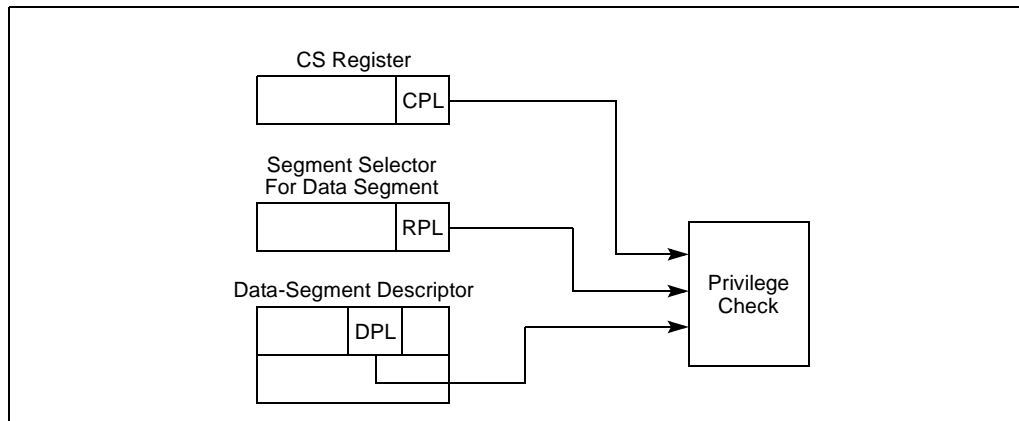 CS Register
CPL
Segment Selector
For Data Segment
RPL
Data-Segment Descriptor
DPL
Privilege
Check